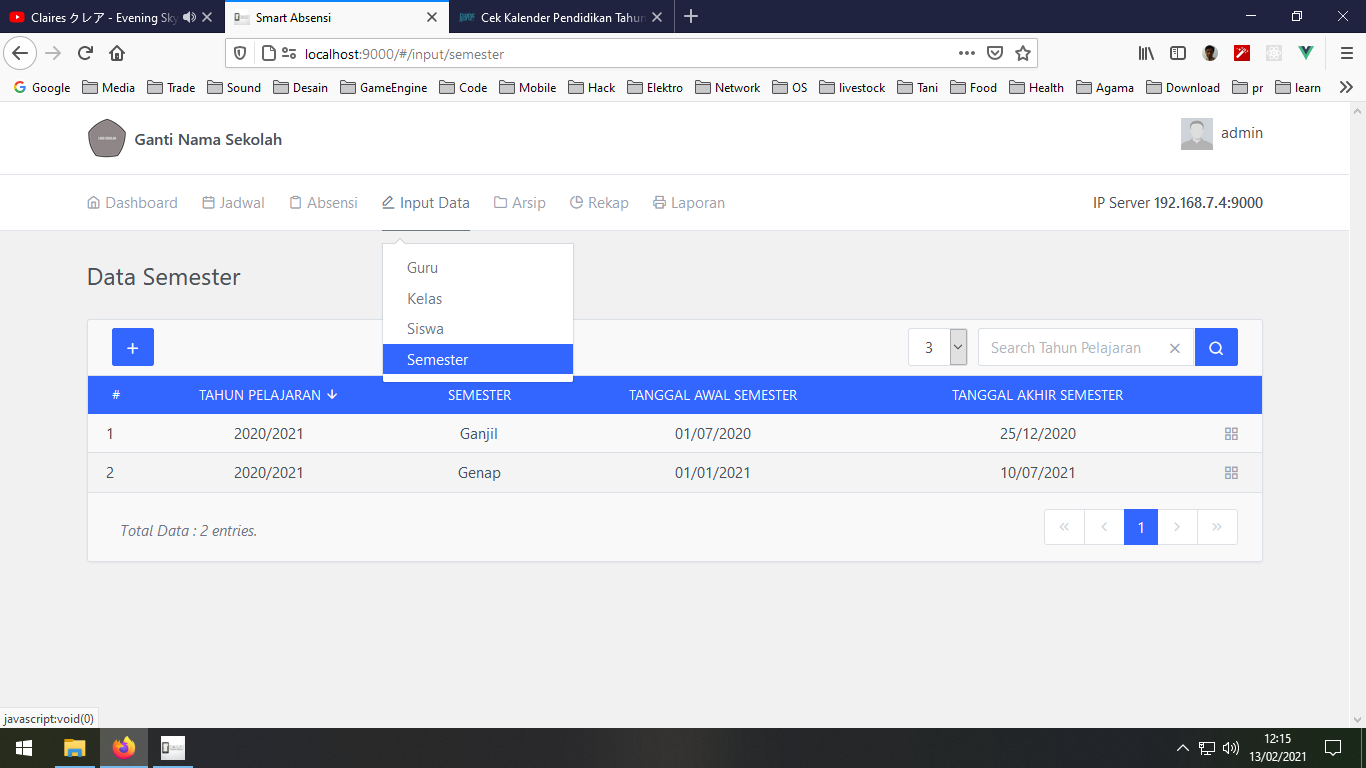 Claires クレア - Evening Sky
Smart Absensi
Cek Kalender Pendidikan Tahun
localhost:9000/#/input/semester
Google Media Trade Sound Desain GameEngine Code Mobile Hack Elektro Network OS livestock Tani Food Health Agama Download pr learn
Ganti Nama Sekolah
admin
Dashboard Jadwal Absensi Input Data Arsip Rekap Laporan
IP Server 192.168.7.4:9000
Guru
Kelas
Siswa
Semester
Data Semester
+
3
Search Tahun Pelajaran
# TAHUN PELAJARAN SEMESTER TANGGAL AWAL SEMESTER TANGGAL AKHIR SEMESTER
1 2020/2021 Ganjil 01/07/2020 25/12/2020
2 2020/2021 Genap 01/01/2021 10/07/2021
Total Data : 2 entries.
« ‹ 1 › »
javascript:void(0)
12:15
13/02/2021